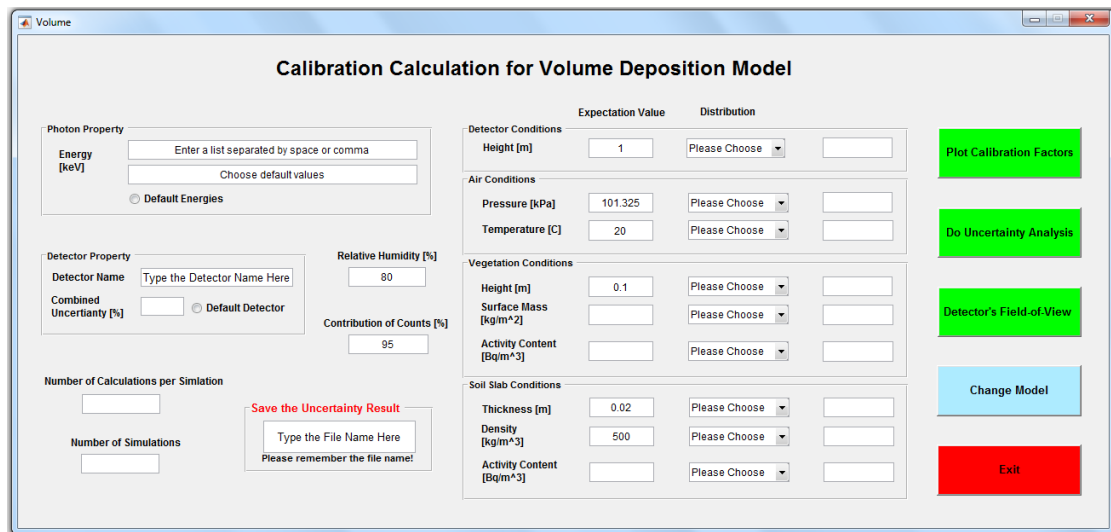 Volume
Calibration Calculation for Volume Deposition Model
Expectation Value
Distribution
Photon Property
Energy
[keV]
Enter a list separated by space or comma
Choose default values
Default Energies
Detector Property
Detector Name
Type the Detector Name Here
Combined
Uncertianty [%]
Default Detector
Relative Humidity [%]
80
Contribution of Counts [%]
95
Number of Calculations per Simlation
Number of Simulations
Save the Uncertainty Result
Type the File Name Here
Please remember the file name!
Detector Conditions
Height [m]
1
Please Choose
Air Conditions
Pressure [kPa]
101.325
Please Choose
Temperature [C]
20
Please Choose
Vegetation Conditions
Height [m]
0.1
Please Choose
Surface Mass
[kg/m^2]
Please Choose
Activity Content
[Bq/m^3]
Please Choose
Soil Slab Conditions
Thickness [m]
0.02
Please Choose
Density
[kg/m^3]
500
Please Choose
Activity Content
[Bq/m^3]
Please Choose
Plot Calibration Factors
Do Uncertainty Analysis
Detector's Field-of-View
Change Model
Exit